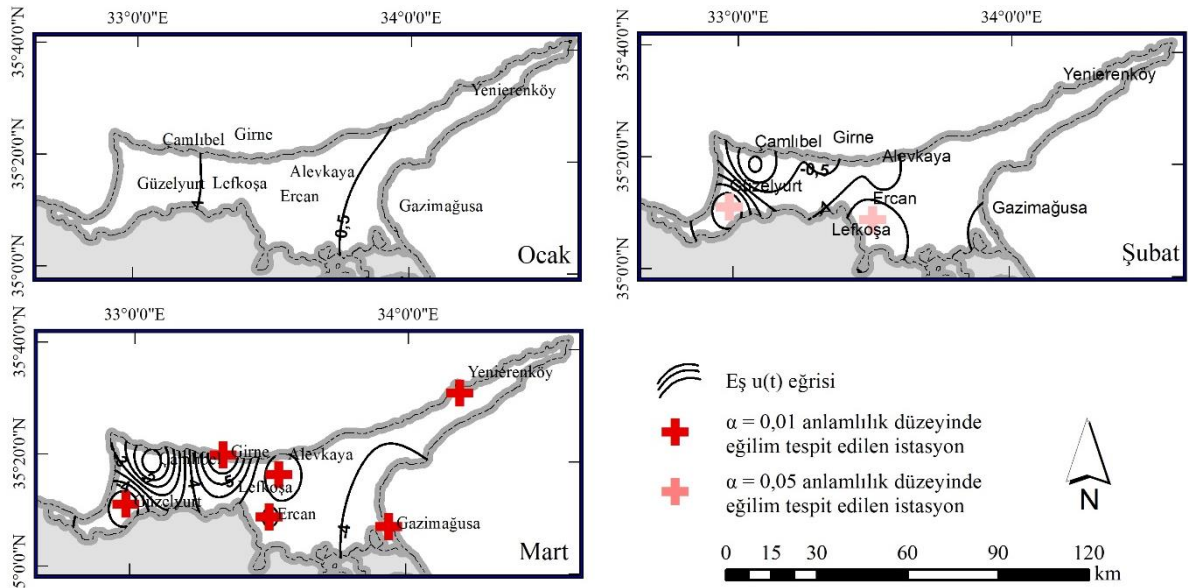 33°0'0"E 34°0'0"E
35°40'0"N
35°20'0"N
35°0'0"N
Yenierenköy
Çamlıbel Girne
Alevkaya
Güzelyurt Lefkoşa
Ercan
Gazimağusa
0,5
Ocak
33°0'0"E 34°0'0"E
35°40'0"N
35°20'0"N
35°0'0"N
Yenierenköy
Çamlıbel Girne
Alevkaya
-0,5
Güzelyurt
Ercan
Lefkoşa
Gazimağusa
Şubat
33°0'0"E 34°0'0"E
35°40'0"N
35°20'0"N
35°0'0"N
Yenierenköy
Çamlıbel Girne
Alevkaya
Lefkoşa
Güzelyurt
Ercan
Gazimağusa
Mart
Eş u(t) eğrisi
α = 0,01 anlamlılık düzeyinde
eğilim tespit edilen istasyon
α = 0,05 anlamlılık düzeyinde
eğilim tespit edilen istasyon
N
0 15 30 60 90 120
km